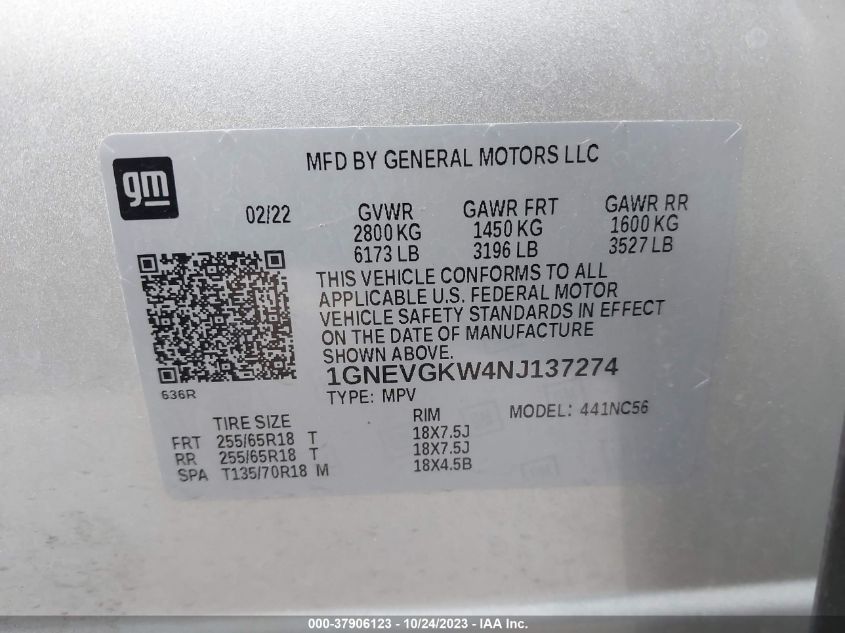 MFD BY GENERAL MOTORS LLC
gm
02/22 GVWR GAWR FRT GAWR RR
2800 KG 1450 KG 1600 KG
6173 LB 3196 LB 3527 LB
THIS VEHICLE CONFORMS TO ALL
APPLICABLE U.S. FEDERAL MOTOR
VEHICLE SAFETY STANDARDS IN EFFECT
ON THE DATE OF MANUFACTURE
SHOWN ABOVE.
1GNEVGKW4NJ137274
636R
TYPE: MPV MODEL: 441NC56
TIRE SIZE RIM
FRT 255/65R18 T 18X7.5J
RR 255/65R18 T 18X7.5J
SPA T135/70R18 M 18X4.5B
000-37906123 - 10/24/2023 - IAA Inc.